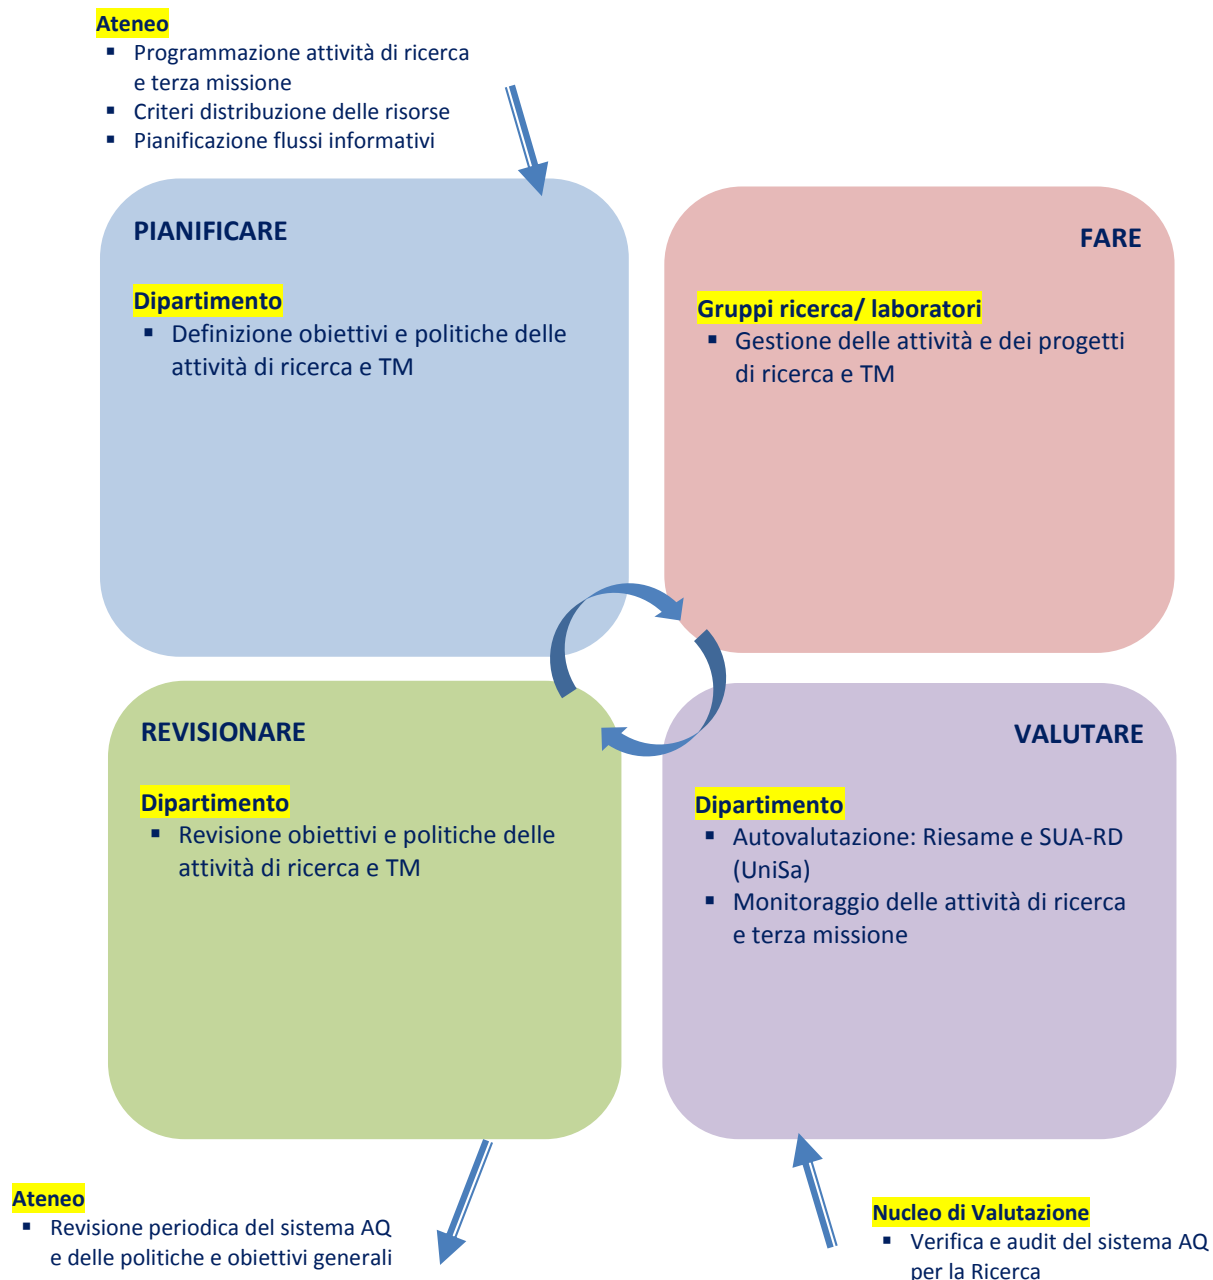 Ateneo
▪ Programmazione attività di ricerca
e terza missione
▪ Criteri distribuzione delle risorse
▪ Pianificazione flussi informativi
PIANIFICARE
Dipartimento
▪ Definizione obiettivi e politiche delle
attività di ricerca e TM
FARE
Gruppi ricerca/ laboratori
▪ Gestione delle attività e dei progetti
di ricerca e TM
REVISIONARE
Dipartimento
▪ Revisione obiettivi e politiche delle
attività di ricerca e TM
VALUTARE
Dipartimento
▪ Autovalutazione: Riesame e SUA-RD
(UniSa)
▪ Monitoraggio delle attività di ricerca
e terza missione
Ateneo
▪ Revisione periodica del sistema AQ
e delle politiche e obiettivi generali
Nucleo di Valutazione
▪ Verifica e audit del sistema AQ
per la Ricerca